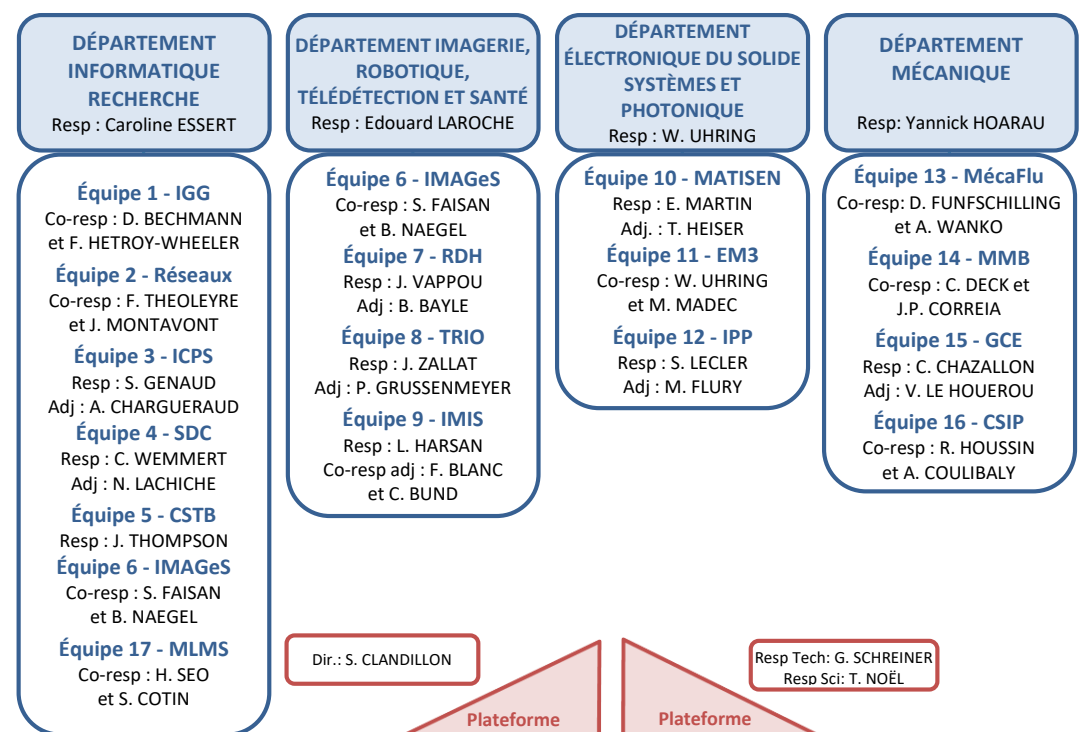 DÉPARTEMENT
INFORMATIQUE
RECHERCHE
Resp : Caroline ESSERT
Équipe 1 - IGG
Co-resp : D. BECHMANN
et F. HETROY-WHEELER
Équipe 2 - Réseaux
Co-resp : F. THEOLEYRE
et J. MONTAVONT
Équipe 3 - ICPS
Resp : S. GENAUD
Adj : A. CHARGUERAUD
Équipe 4 - SDC
Resp : C. WEMMERT
Adj : N. LACHICHE
Équipe 5 - CSTB
Resp : J. THOMPSON
Équipe 6 - IMAGeS
Co-resp : S. FAISAN
et B. NAEGEL
Équipe 17 - MLMS
Co-resp : H. SEO
et S. COTIN
DÉPARTEMENT IMAGERIE,
ROBOTIQUE,
TÉLÉDÉTECTION ET SANTÉ
Resp : Edouard LAROCHE
Équipe 6 - IMAGeS
Co-resp : S. FAISAN
et B. NAEGEL
Équipe 7 - RDH
Resp : J. VAPPOU
Adj : B. BAYLE
Équipe 8 - TRIO
Resp : J. ZALLAT
Adj : P. GRUSSENMEYER
Équipe 9 - IMIS
Resp : L. HARSAN
Co-resp adj : F. BLANC
et C. BUND
DÉPARTEMENT
ÉLECTRONIQUE DU SOLIDE
SYSTÈMES ET
PHOTONIQUE
Resp : W. UHRING
Équipe 10 - MATISEN
Resp : E. MARTIN
Adj. : T. HEISER
Équipe 11 - EM3
Co-resp : W. UHRING
et M. MADEC
Équipe 12 - IPP
Resp : S. LECLER
Adj : M. FLURY
DÉPARTEMENT
MÉCANIQUE
Resp: Yannick HOARAU
Équipe 13 - MécaFlu
Co-resp: D. FUNFSCHILLING
et A. WANKO
Équipe 14 - MMB
Co-resp : C. DECK et
J.P. CORREIA
Équipe 15 - GCE
Resp : C. CHAZALLON
Adj : V. LE HOUEROU
Équipe 16 - CSIP
Co-resp : R. HOUSSIN
et A. COULIBALY
Dir.: S. CLANDILLON
Plateforme
Resp Tech: G. SCHREINER
Resp Sci: T. NOËL
Plateforme